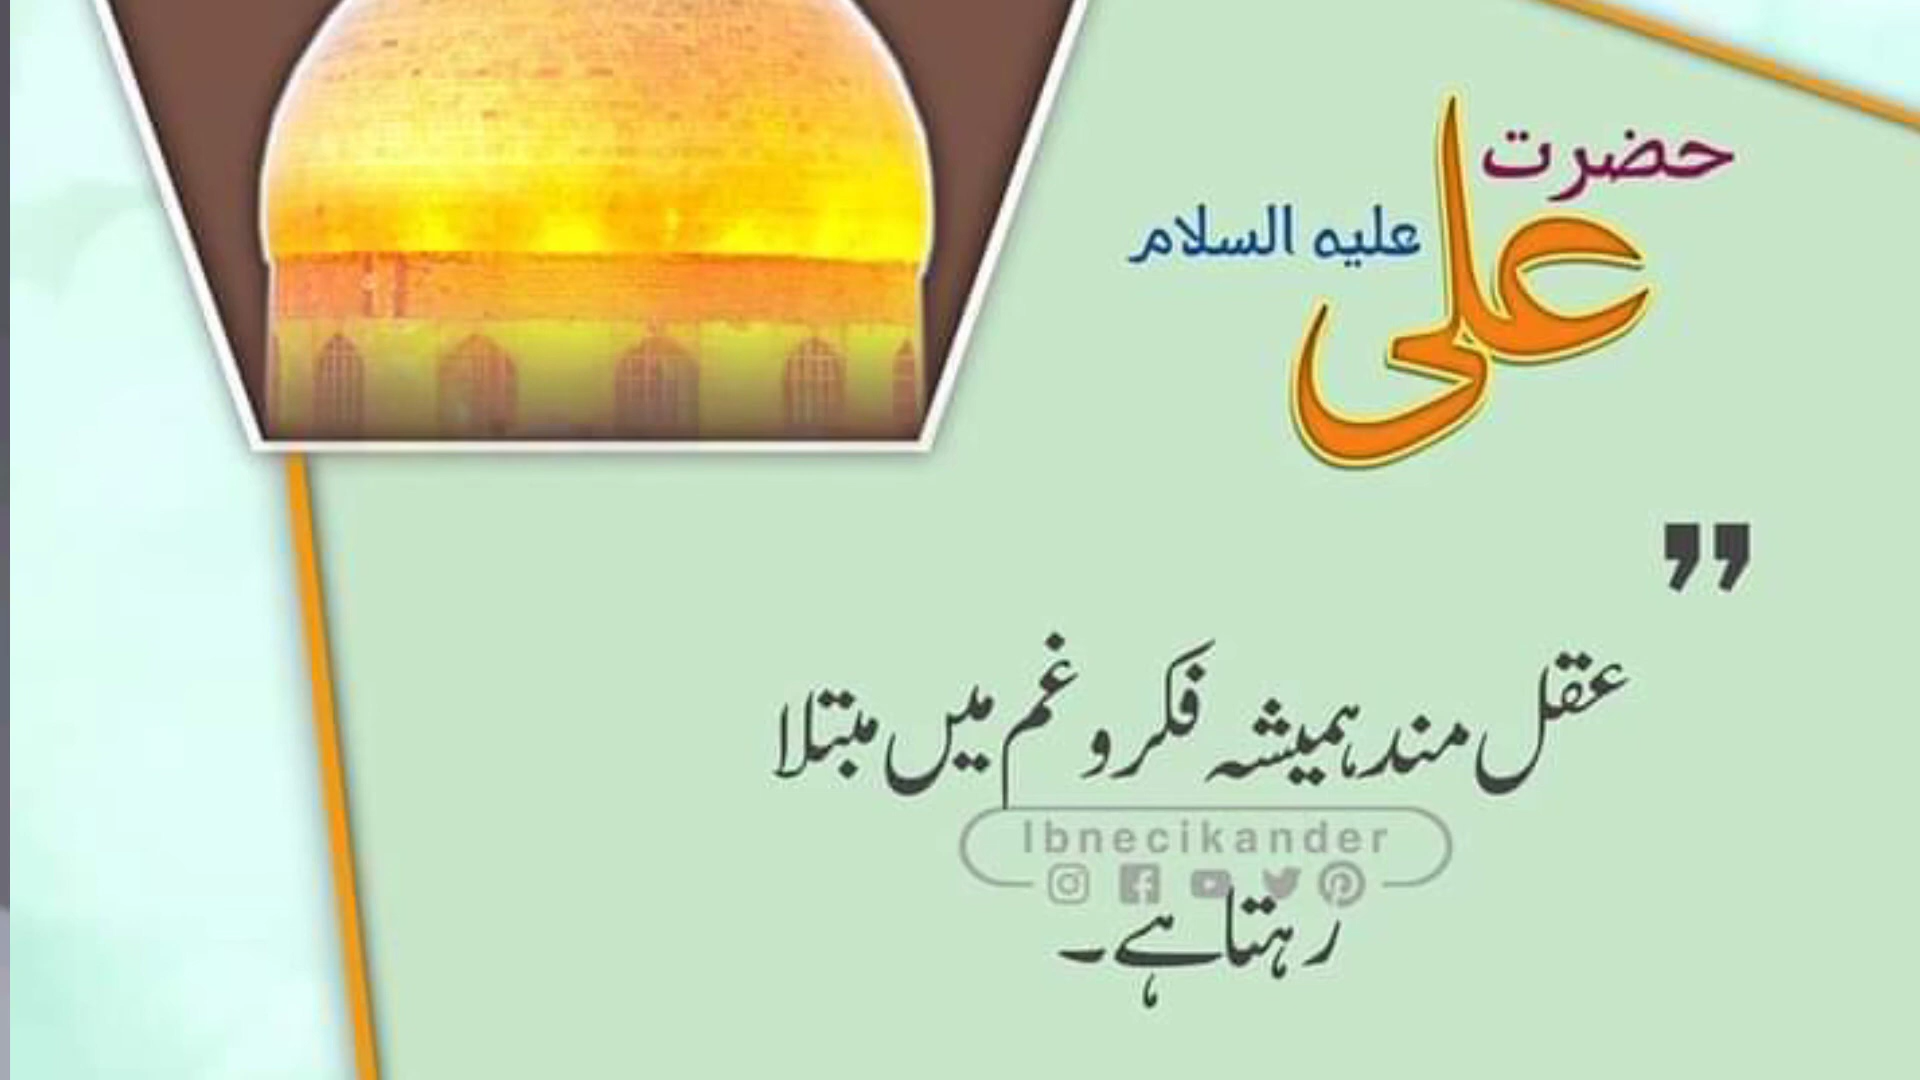 حضرت
علی
علیہ السلام
”
عقل مند ہمیشہ فکر و غم میں مبتلا
Ibnecikander
رہتا ہے۔